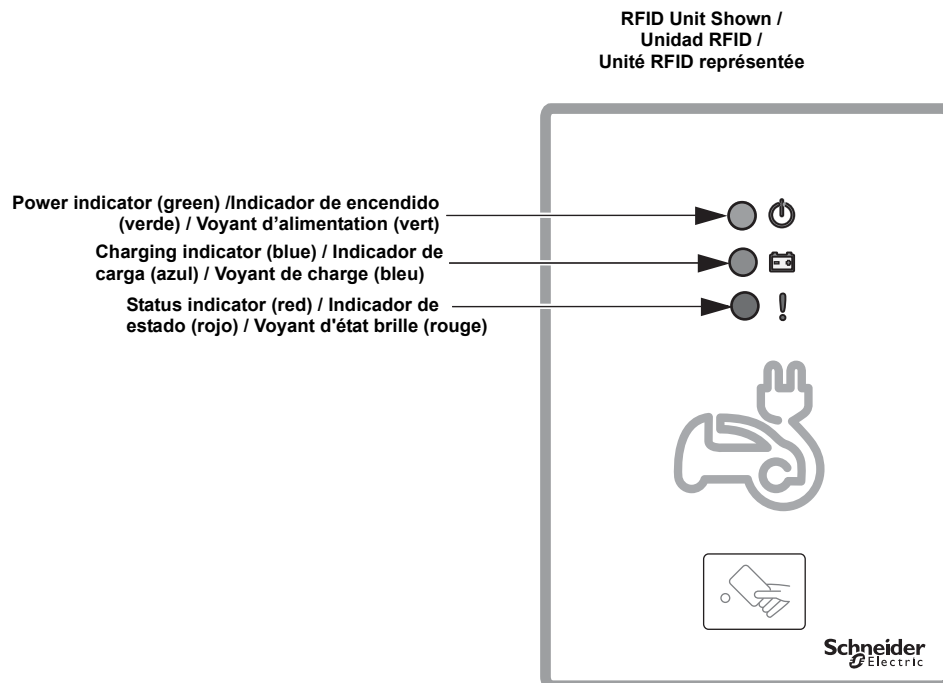 RFID Unit Shown /
Unidad RFID /
Unité RFID représentée
Power indicator (green) /Indicador de encendido
(verde) / Voyant d’alimentation (vert)
Charging indicator (blue) / Indicador de
carga (azul) / Voyant de charge (bleu)
Status indicator (red) / Indicador de
estado (rojo) / Voyant d'état brille (rouge)
Schneider
Electric